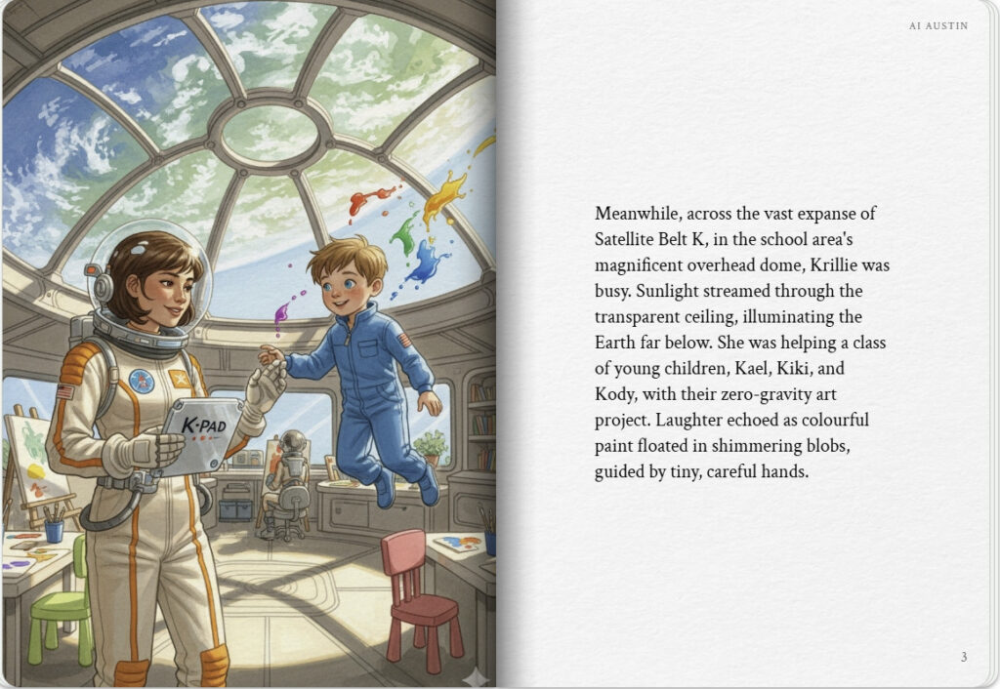 K-PAD
AI AUSTIN
Meanwhile, across the vast expanse of
Satellite Belt K, in the school area's
magnificent overhead dome, Krillie was
busy. Sunlight streamed through the
transparent ceiling, illuminating the
Earth far below. She was helping a class
of young children, Kael, Kiki, and
Kody, with their zero-gravity art
project. Laughter echoed as colourful
paint floated in shimmering blobs,
guided by tiny, careful hands.
3